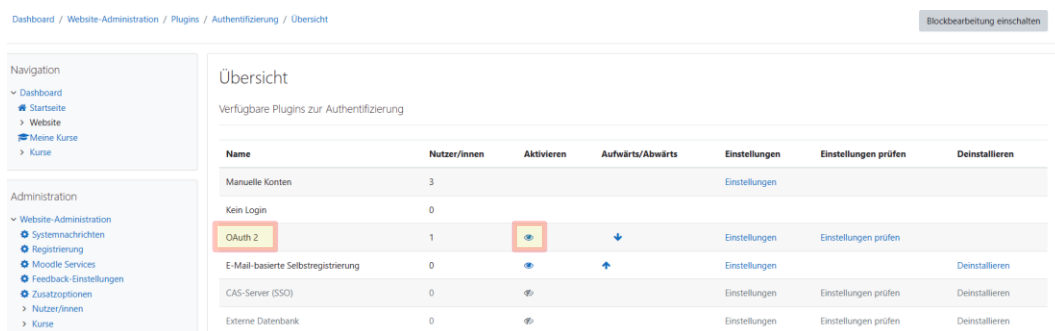 Dashboard / Website-Administration / Plugins / Authentifizierung / Übersicht
Blockbearbeitung einschalten
Navigation
Dashboard
Startseite
Website
Meine Kurse
Kurse
Administration
Website-Administration
Systemnachrichten
Registrierung
Moodle Services
Feedback-Einstellungen
Zusatzoptionen
Nutzer/innen
Kurse
Übersicht
Verfügbare Plugins zur Authentifizierung
Name Nutzer/innen Aktivieren Aufwärts/Abwärts Einstellungen Einstellungen prüfen Deinstallieren
Manuelle Konten 3 Einstellungen
Kein Login 0
OAuth 2 1 Einstellungen Einstellungen prüfen
E-Mail-basierte Selbstregistrierung 0 Einstellungen Deinstallieren
CAS-Server (SSO) 0 Einstellungen Einstellungen prüfen Deinstallieren
Externe Datenbank 0 Einstellungen Einstellungen prüfen Deinstallieren